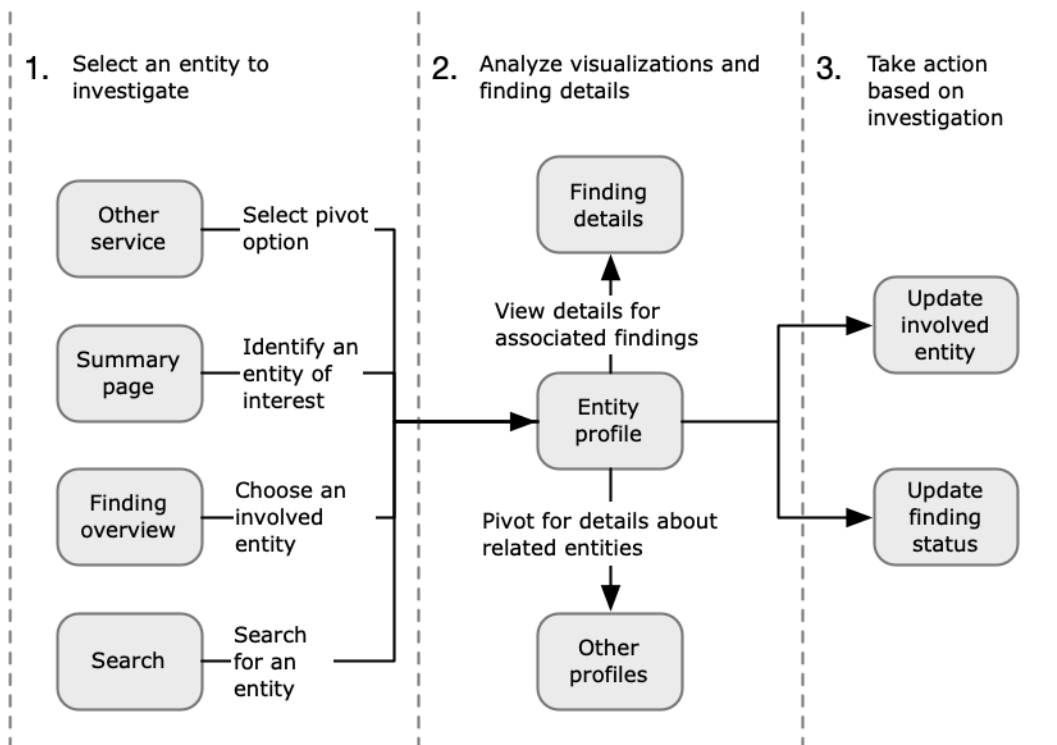 1. Select an entity to
investigate
Other
service
Select pivot
option
Summary
page
Identify an
entity of
interest
Finding
overview
Choose an
involved
entity
Search
Search
for an
entity
2. Analyze visualizations and
finding details
Finding
details
View details for
associated findings
Entity
profile
Pivot for details about
related entities
Other
profiles
3. Take action
based on
investigation
Update
involved
entity
Update
finding
status